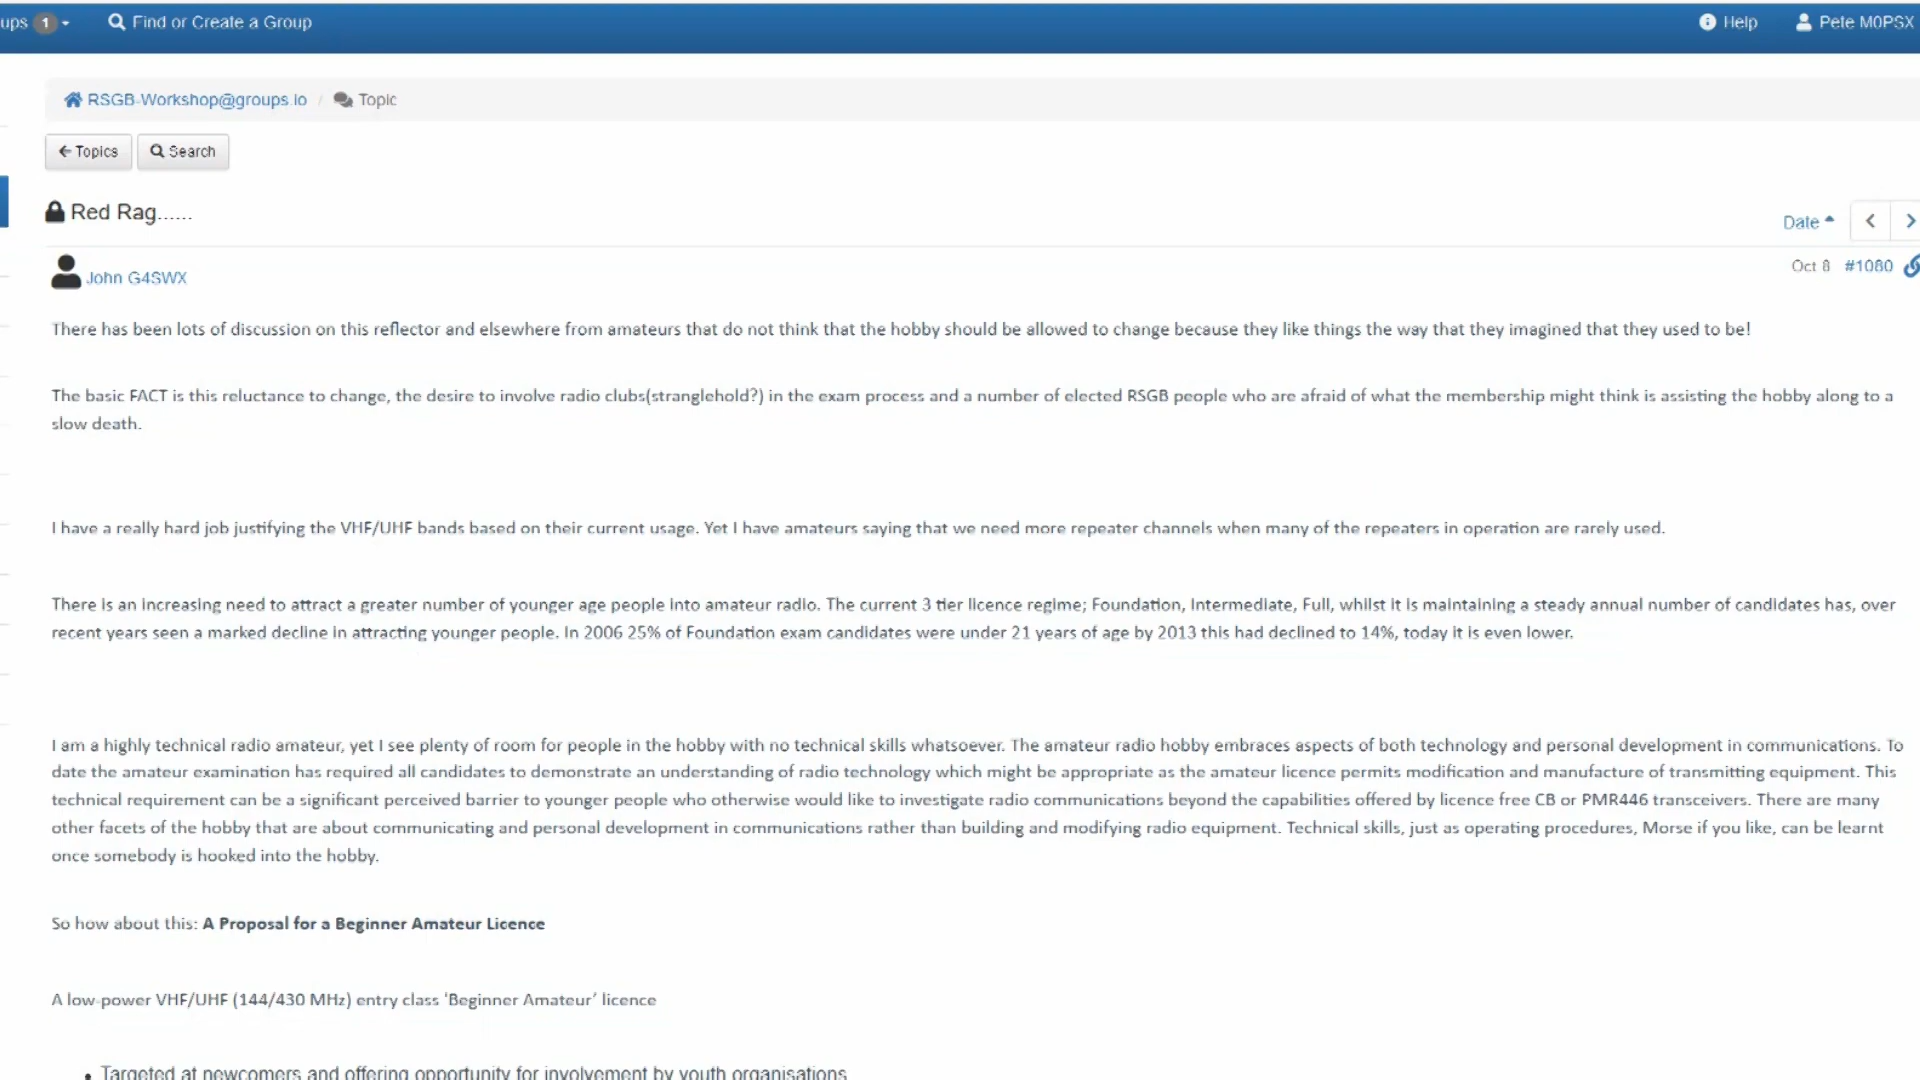 ups 1
Find or Create a Group
Help
Pete M0PSX
RSGB-Workshop@groups.io / Topic
Topics
Search
Red Rag......
Date
John G4SWX
Oct 8 #1080
There has been lots of discussion on this reflector and elsewhere from amateurs that do not think that the hobby should be allowed to change because they like things the way that they imagined that they used to be!
The basic FACT is this reluctance to change, the desire to involve radio clubs(stranglehold?) in the exam process and a number of elected RSGB people who are afraid of what the membership might think is assisting the hobby along to a
slow death.
I have a really hard job justifying the VHF/UHF bands based on their current usage. Yet I have amateurs saying that we need more repeater channels when many of the repeaters in operation are rarely used.
There is an increasing need to attract a greater number of younger age people into amateur radio. The current 3 tier licence regime; Foundation, Intermediate, Full, whilst it is maintaining a steady annual number of candidates has, over
recent years seen a marked decline in attracting younger people. In 2006 25% of Foundation exam candidates were under 21 years of age by 2013 this had declined to 14%, today it is even lower.
I am a highly technical radio amateur, yet I see plenty of room for people in the hobby with no technical skills whatsoever. The amateur radio hobby embraces aspects of both technology and personal development in communications. To
date the amateur examination has required all candidates to demonstrate an understanding of radio technology which might be appropriate as the amateur licence permits modification and manufacture of transmitting equipment. This
technical requirement can be a significant perceived barrier to younger people who otherwise would like to investigate radio communications beyond the capabilities offered by licence free CB or PMR446 transceivers. There are many
other facets of the hobby that are about communicating and personal development in communications rather than building and modifying radio equipment. Technical skills, just as operating procedures, Morse if you like, can be learnt
once somebody is hooked into the hobby.
So how about this: A Proposal for a Beginner Amateur Licence
A low-power VHF/UHF (144/430 MHz) entry class 'Beginner Amateur' licence
• Targeted at newcomers and offering opportunity for involvement by youth organisations